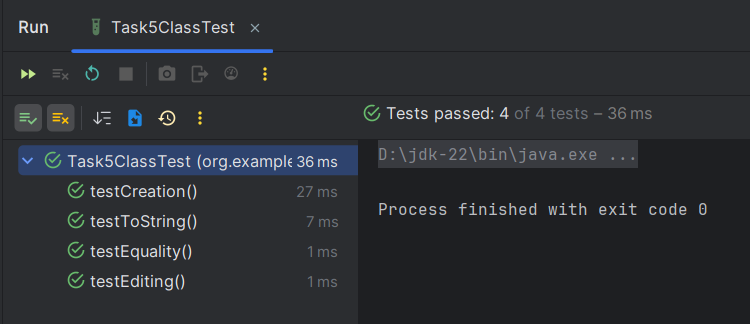 Run Task5ClassTest
Tests passed: 4 of 4 tests – 36 ms
Task5ClassTest (org.example 36 ms
testCreation() 27 ms
testToString() 7 ms
testEquality() 1 ms
testEditing() 1 ms
D:\jdk-22\bin\java.exe ...
Process finished with exit code 0